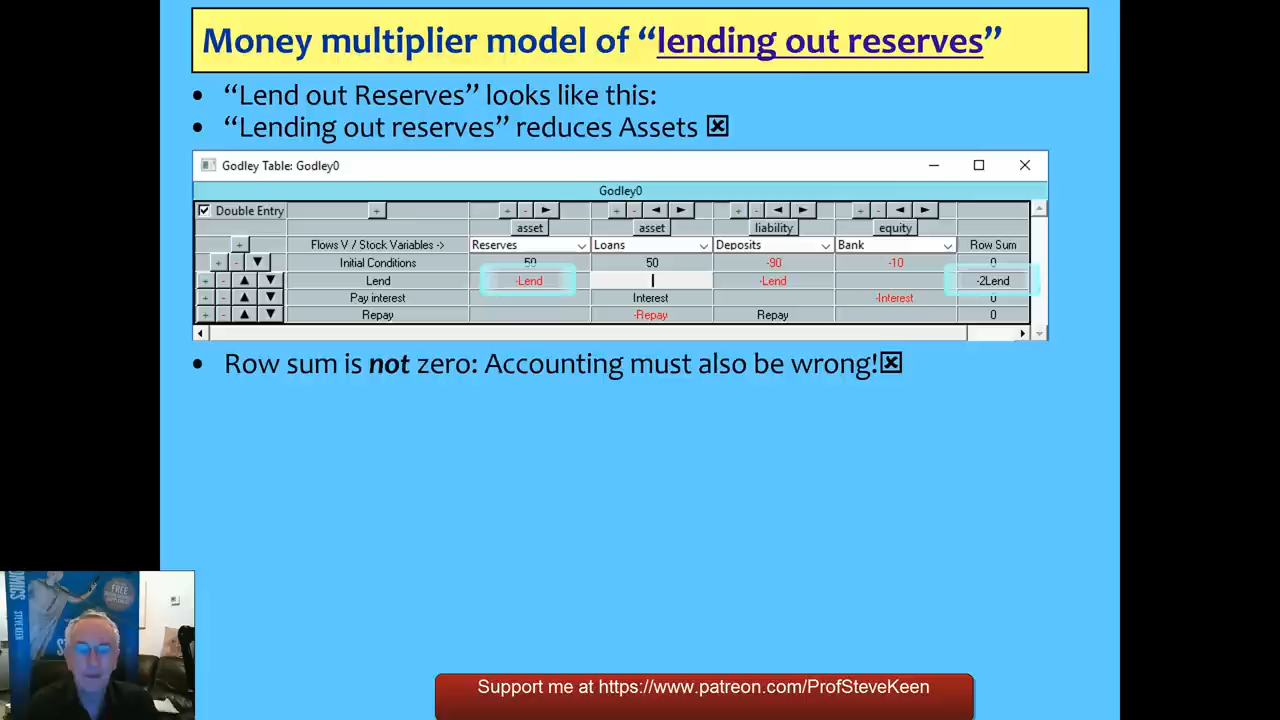 Money multiplier model of “lending out reserves”
• “Lend out Reserves” looks like this:
• “Lending out reserves” reduces Assets ☒
Godley Table: Godley0
Godley0
Double Entry + + - ► + - ◄ ► + - ◄ ► + - ◄ ►
asset asset liability equity
+ Flows V / Stock Variables -> Reserves Loans Deposits Bank Row Sum
+ - ▼ Initial Conditions 50 50 -90 -10 0
+ - ▲ ▼ Lend -Lend -Lend -2Lend
+ - ▲ ▼ Pay interest Interest -Interest 0
+ - ▲ ▼ Repay -Repay Repay 0
• Row sum is not zero: Accounting must also be wrong!☒
STEVE KEEN
FREE
Support me at https://www.patreon.com/ProfSteveKeen